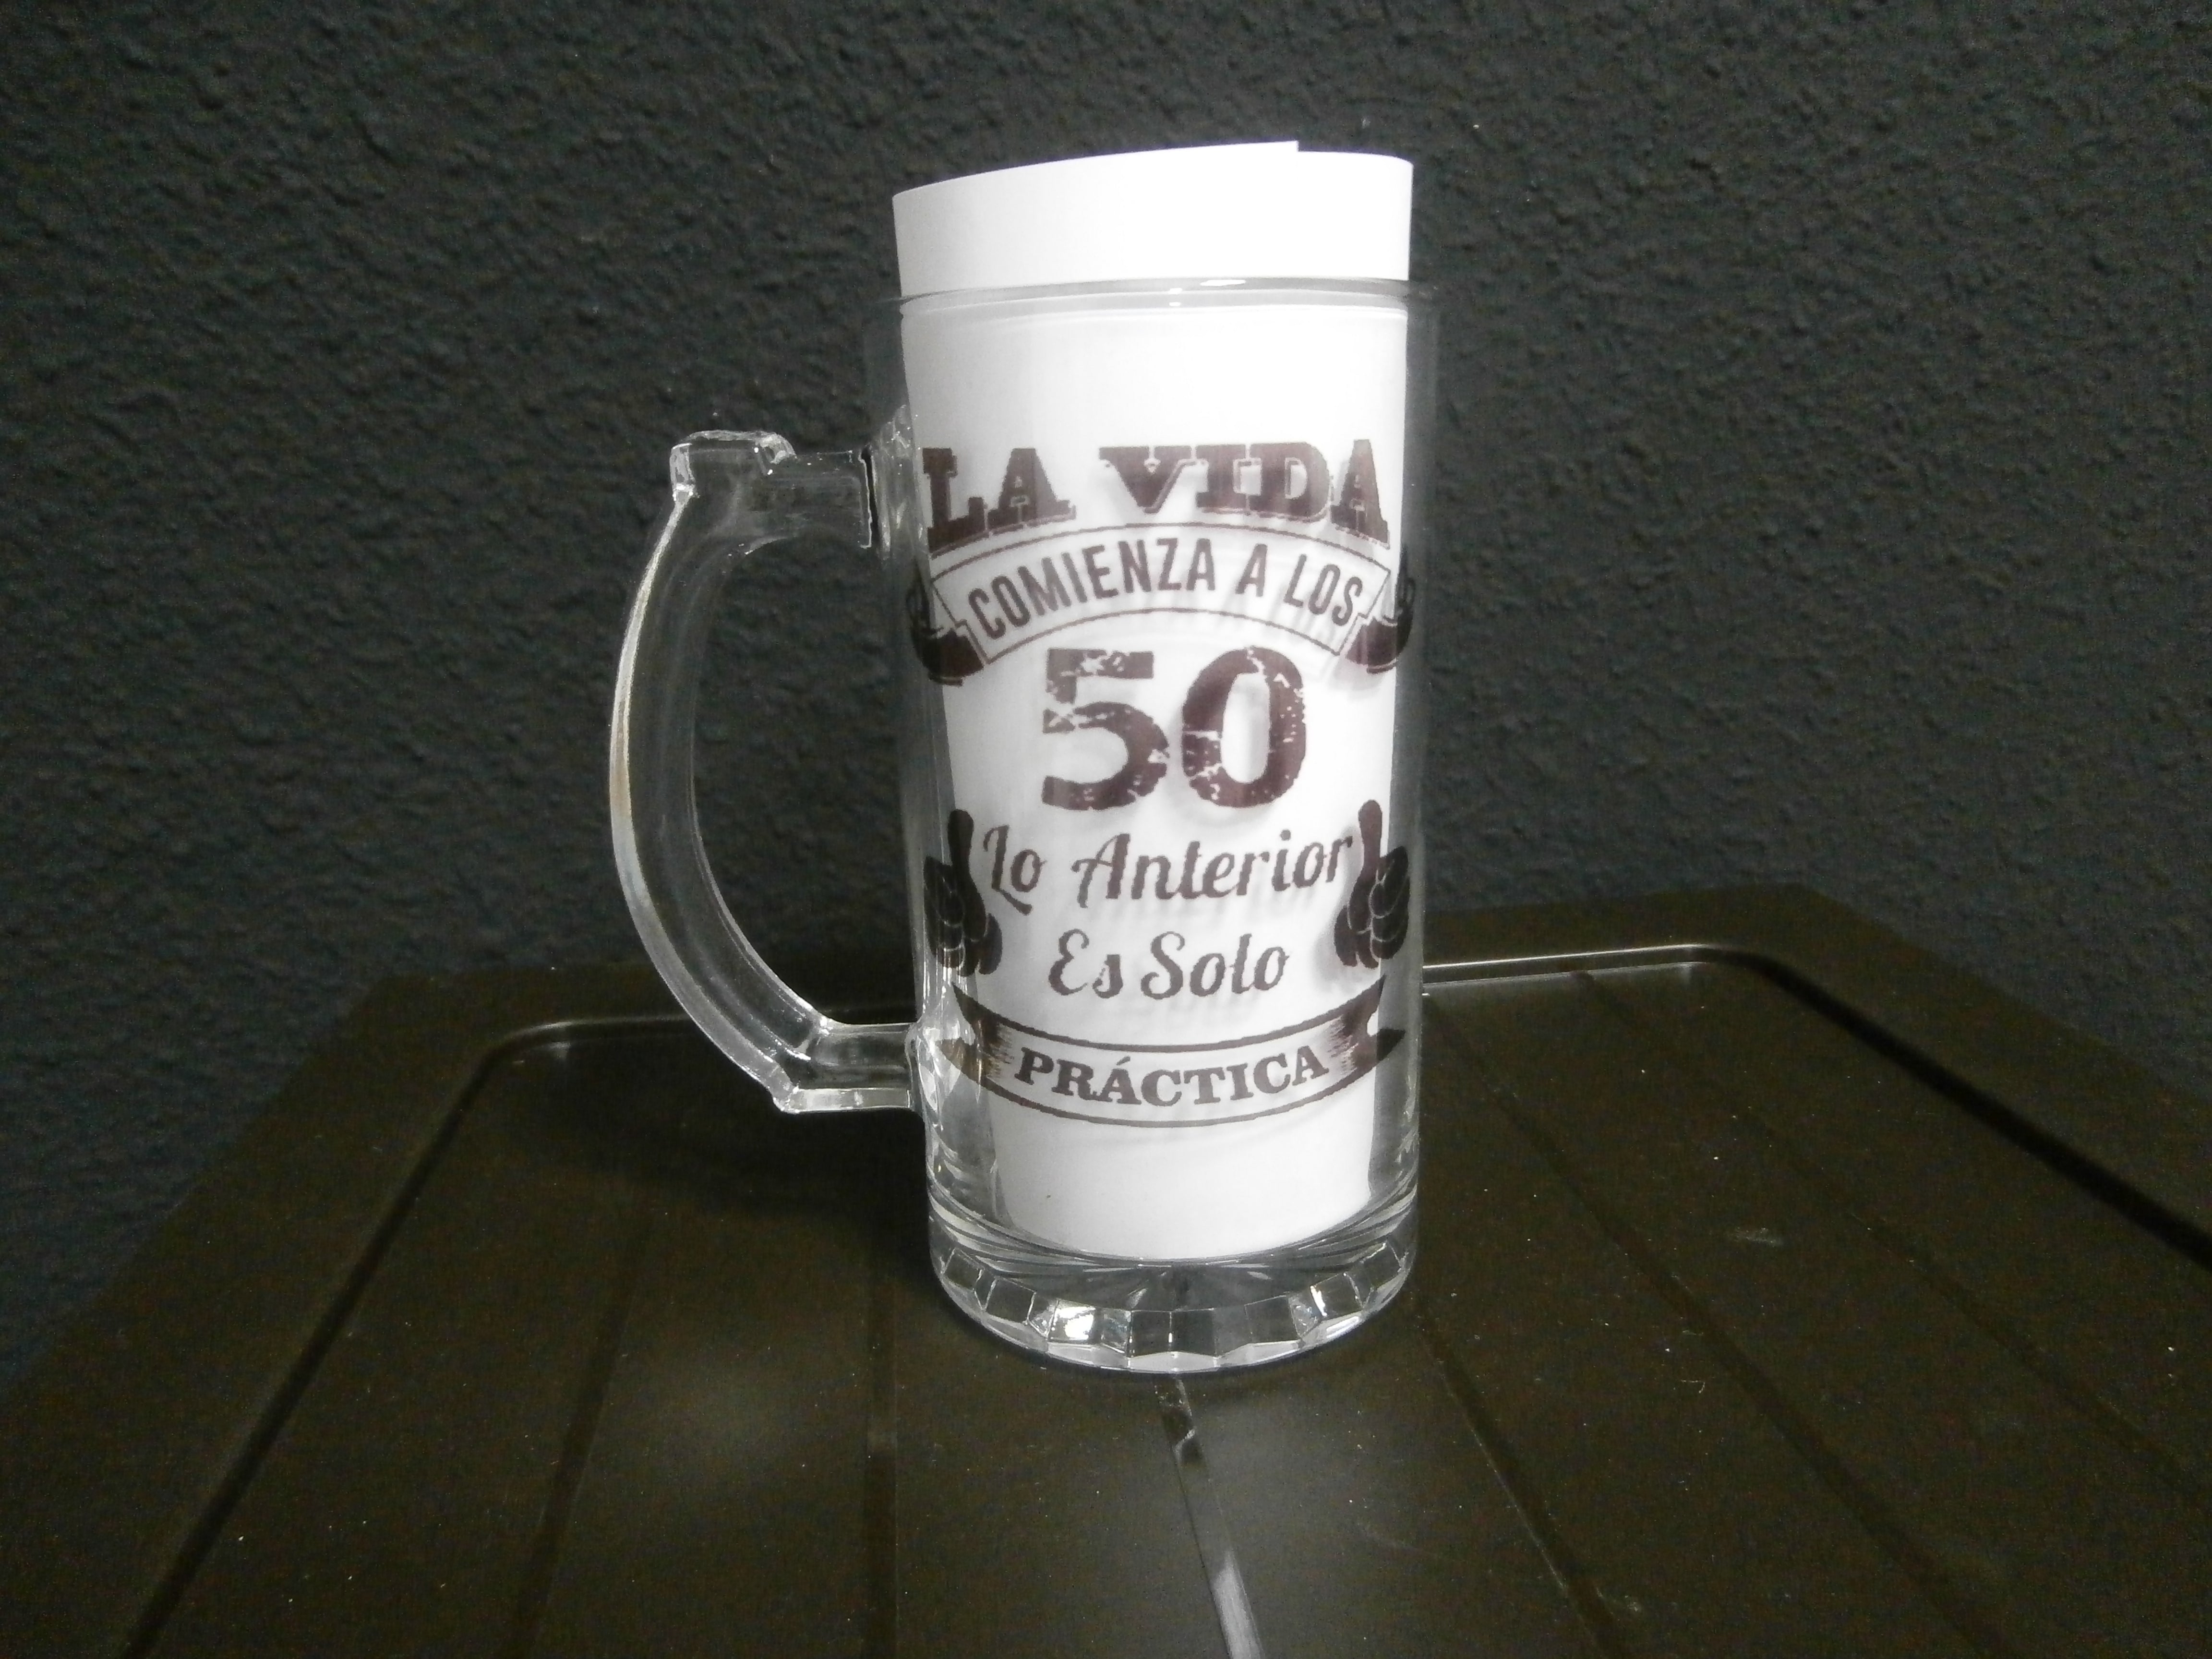 LA VIDA
COMIENZA A LOS
50
Lo Anterior
Es Solo
PRÁCTICA